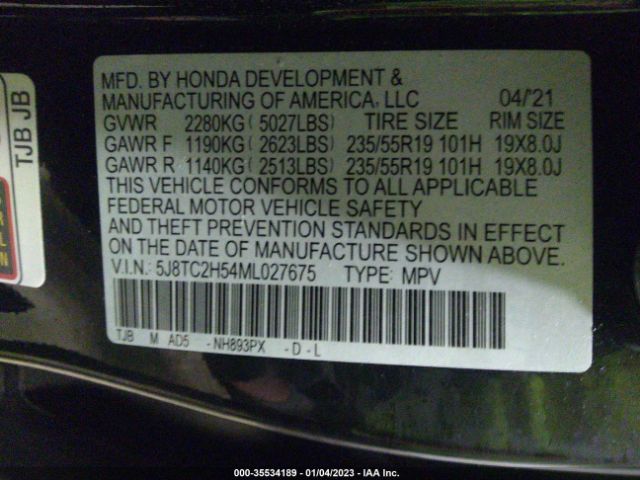 TJB JB
MFD. BY HONDA DEVELOPMENT &
MANUFACTURING OF AMERICA, LLC 04/'21
GVWR 2280KG (5027LBS) TIRE SIZE RIM SIZE
GAWR F 1190KG (2623LBS) 235/55R19 101H 19X8.0J
GAWR R 1140KG (2513LBS) 235/55R19 101H 19X8.0J
THIS VEHICLE CONFORMS TO ALL APPLICABLE
FEDERAL MOTOR VEHICLE SAFETY
AND THEFT PREVENTION STANDARDS IN EFFECT
ON THE DATE OF MANUFACTURE SHOWN ABOVE.
V.I.N.: 5J8TC2H54ML027675 TYPE: MPV
TJB M AD5 -NH893PX -D-L
000-35534189 - 01/04/2023 - IAA Inc.